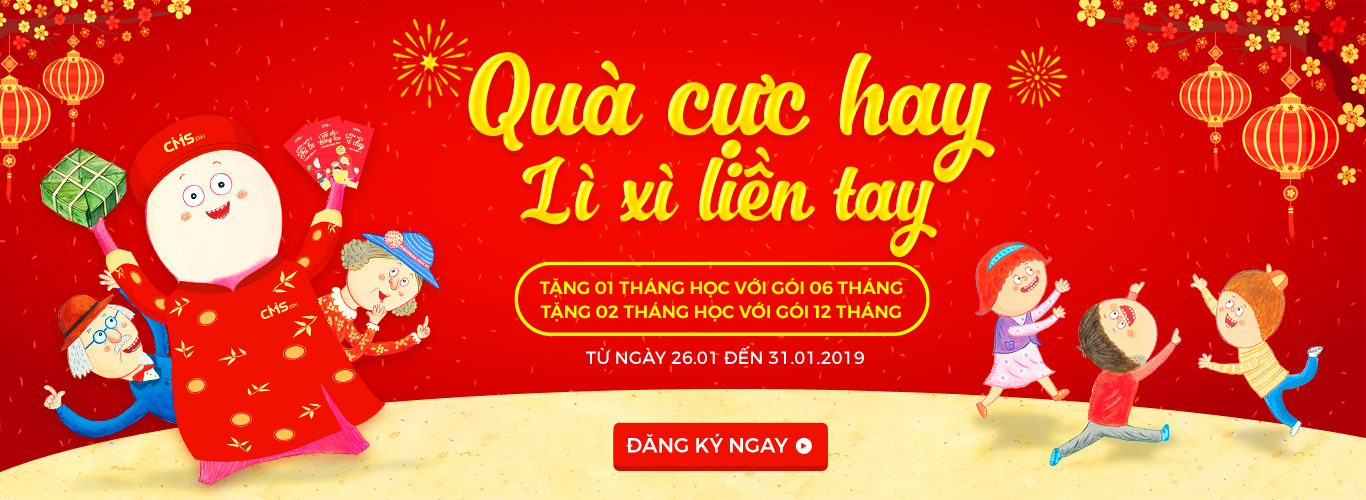 CMS EDU
CMS EDU
Quà cực hay
Lì xì liền tay
TẶNG 01 THÁNG HỌC VỚI GÓI 06 THÁNG
TẶNG 02 THÁNG HỌC VỚI GÓI 12 THÁNG
TỪ NGÀY 26.01 ĐẾN 31.01.2019
ĐĂNG KÝ NGAY